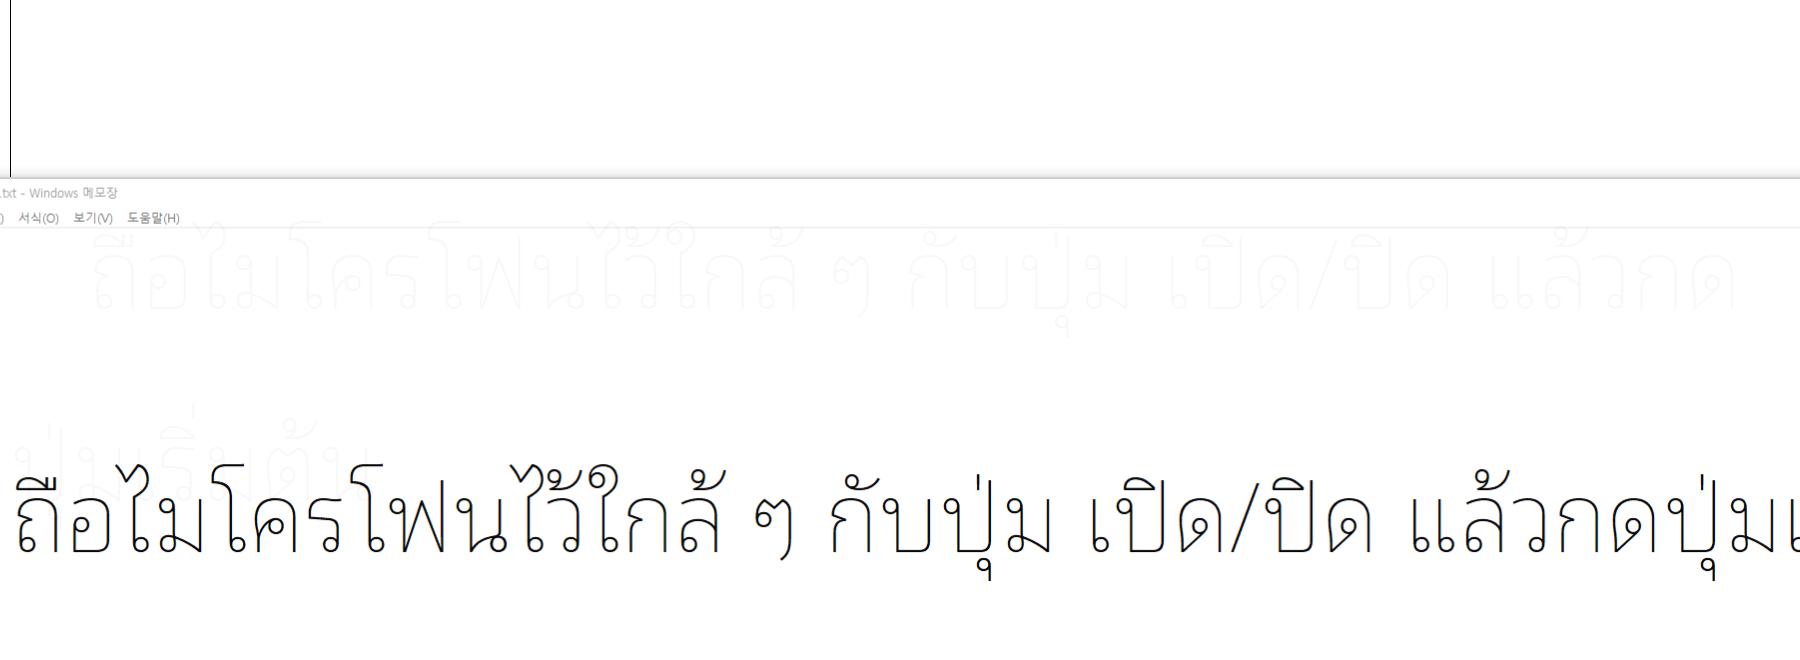 .txt - Windows 메모장
) 서식(O) 보기(V) 도움말(H)
ถือไมโครโฟนไว้ใกล้ ๆ กับปุ่ม เปิด/ปิด แล้วกด
ปุ่มเริ่มต้น
ถือไมโครโฟนไว้ใกล้ ๆ กับปุ่ม เปิด/ปิด แล้วกดปุ่มเ